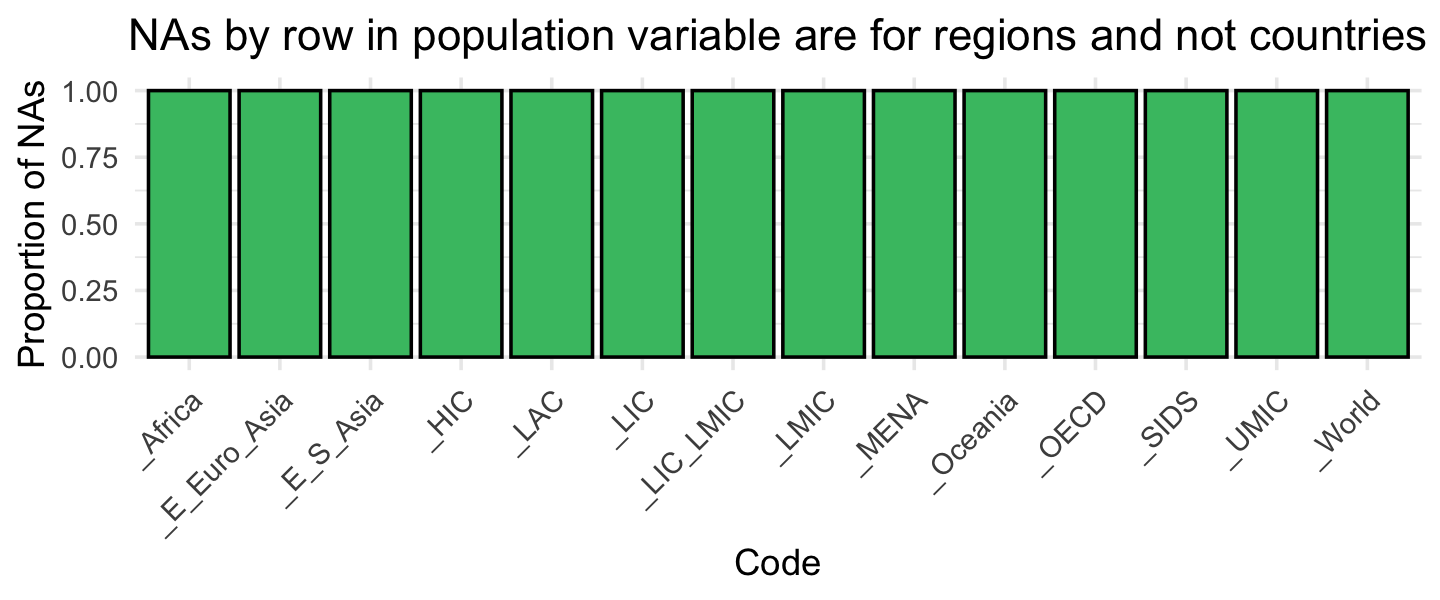 NAs by row in population variable are for regions and not countries
Proportion of NAs
1.00
0.75
0.50
0.25
0.00
_Africa
_E_Euro_Asia
_E_S_Asia
_HIC
_LAC
_LIC
_LIC_LMIC
_LMIC
_MENA
_Oceania
_OECD
_SIDS
_UMIC
_World
Code